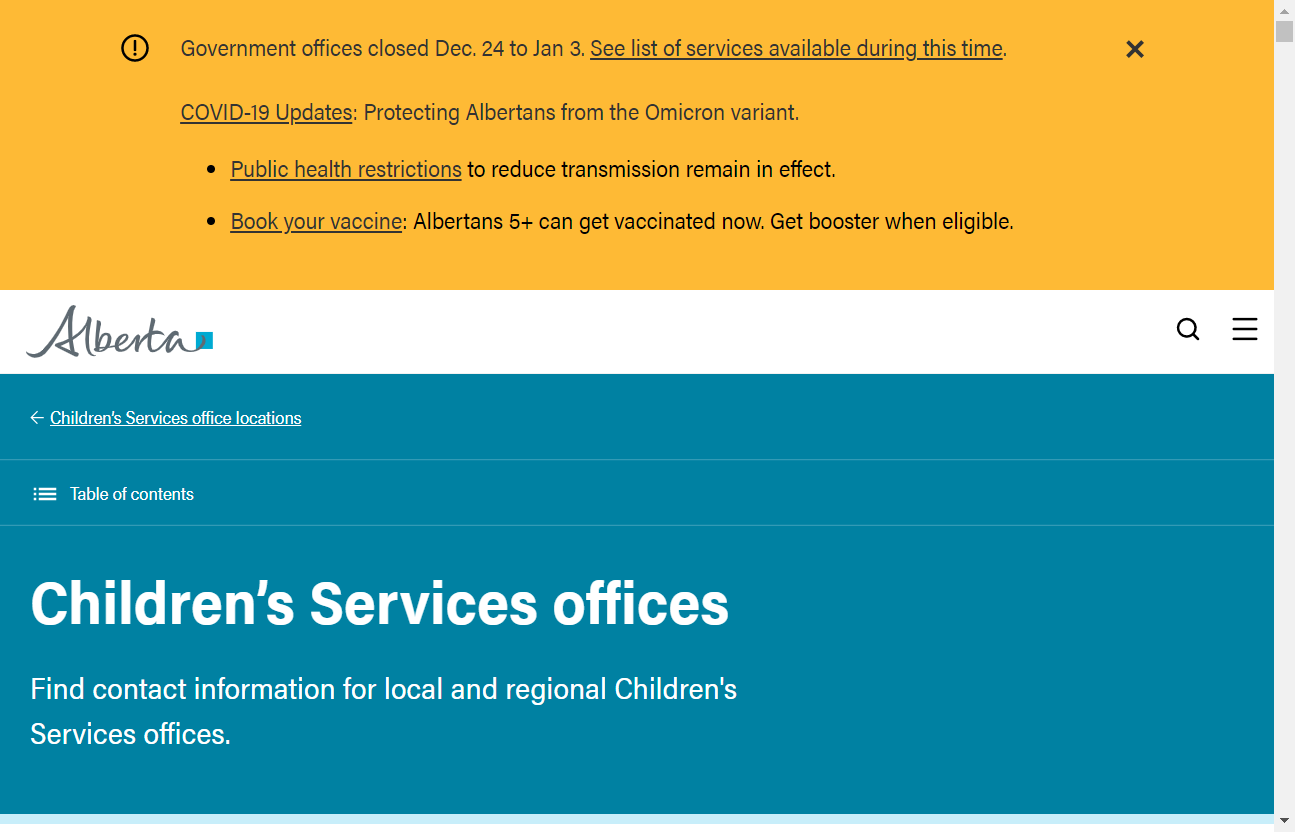 Government offices closed Dec. 24 to Jan 3. See list of services available during this time.
COVID-19 Updates: Protecting Albertans from the Omicron variant.
Public health restrictions to reduce transmission remain in effect.
Book your vaccine: Albertans 5+ can get vaccinated now. Get booster when eligible.
Alberta
Children’s Services office locations
Table of contents
Children’s Services offices
Find contact information for local and regional Children's
Services offices.